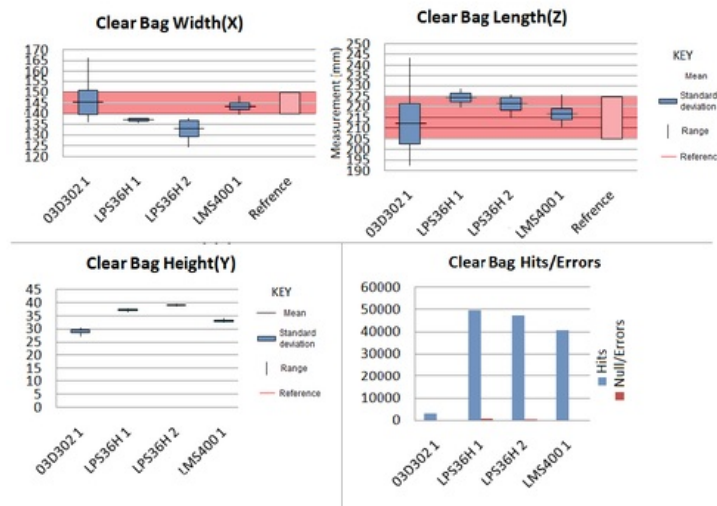 Clear Bag Width(X)
170
165
160
155
150
145
140
135
130
125
120
03D302 1
LPS36H 1
LPS36H 2
LMS400 1
Refrence
Clear Bag Length(Z)
Measurement [mm]
250
245
240
235
230
225
220
215
210
205
200
195
190
03D302 1
LPS36H 1
LPS36H 2
LMS400 1
Refrence
KEY
Mean
Standard
deviation
Range
Reference
Clear Bag Height(Y)
45
40
35
30
25
20
15
10
5
0
03D302 1
LPS36H 1
LPS36H 2
LMS400 1
KEY
Mean
Standard
deviation
Range
Reference
Clear Bag Hits/Errors
60000
50000
40000
30000
20000
10000
0
03D302 1
LPS36H 1
LPS36H 2
LMS400 1
Hits
Null/Errors